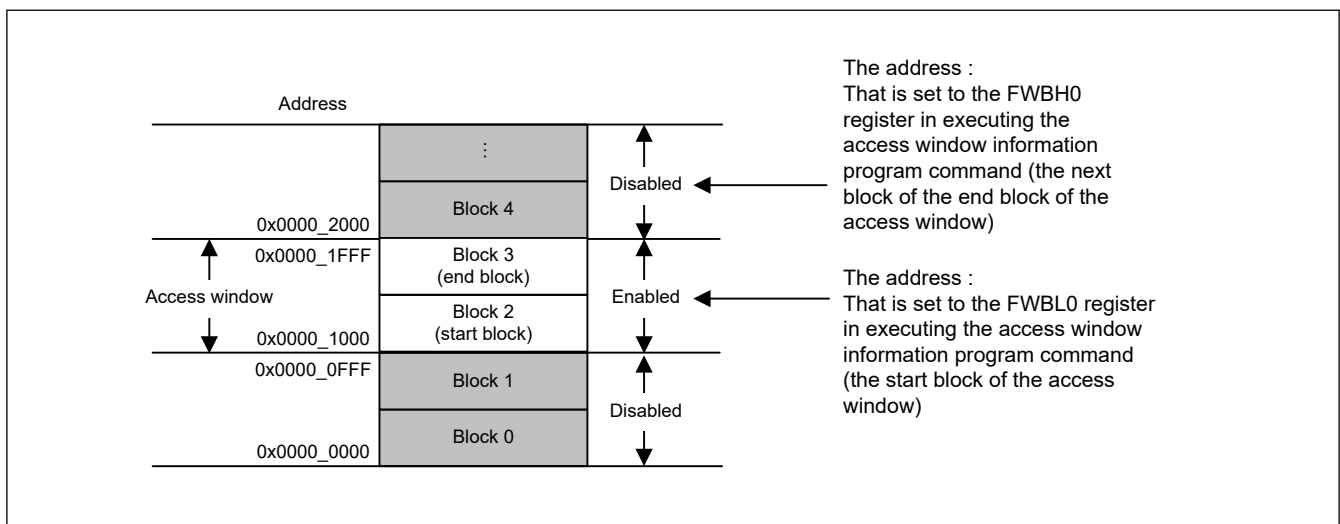 Address
⋮
Block 4
0x0000_2000
0x0000_1FFF
Block 3
(end block)
Access window
Block 2
(start block)
0x0000_1000
0x0000_0FFF
Block 1
Block 0
0x0000_0000
Disabled
Enabled
Disabled
The address :
That is set to the FWBH0
register in executing the
access window information
program command (the next
block of the end block of the
access window)
The address :
That is set to the FWBL0 register
in executing the access window
information program command
(the start block of the access
window)